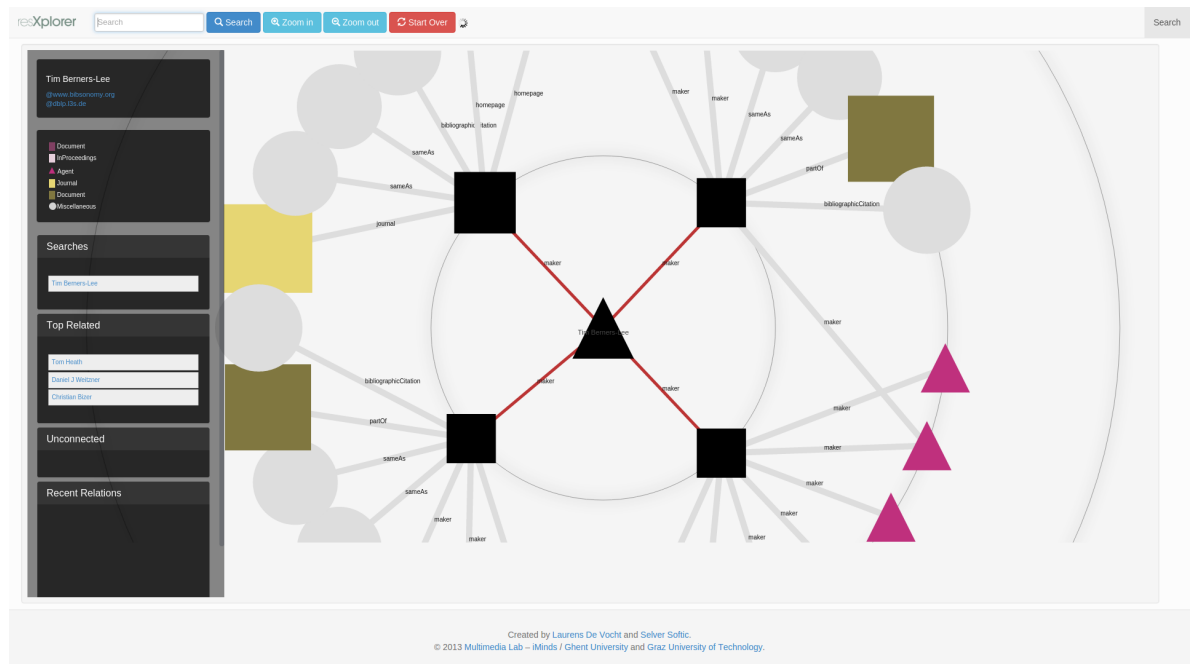 resXplorer Search Search Zoom in Zoom out Start Over Search
Tim Berners-Lee
@www.bibsonomy.org
@dblp.l3s.de
Document
InProceedings
Agent
Journal
Document
Miscellaneous
Searches
Tim Berners-Lee
Top Related
Tom Heath
Daniel J Weitzner
Christian Bizer
Unconnected
Recent Relations
homepage
homepage
sameAs
sameAs
journal
maker
maker
sameAs
sameAs
partOf
bibliographicCitation
maker
maker
Tim Berners-Lee
maker
maker
maker
bibliographicCitation
partOf
sameAs
sameAs
maker
maker
maker
maker
maker
maker
maker
Created by Laurens De Vocht and Selver Softic.
© 2013 Multimedia Lab – iMinds / Ghent University and Graz University of Technology.